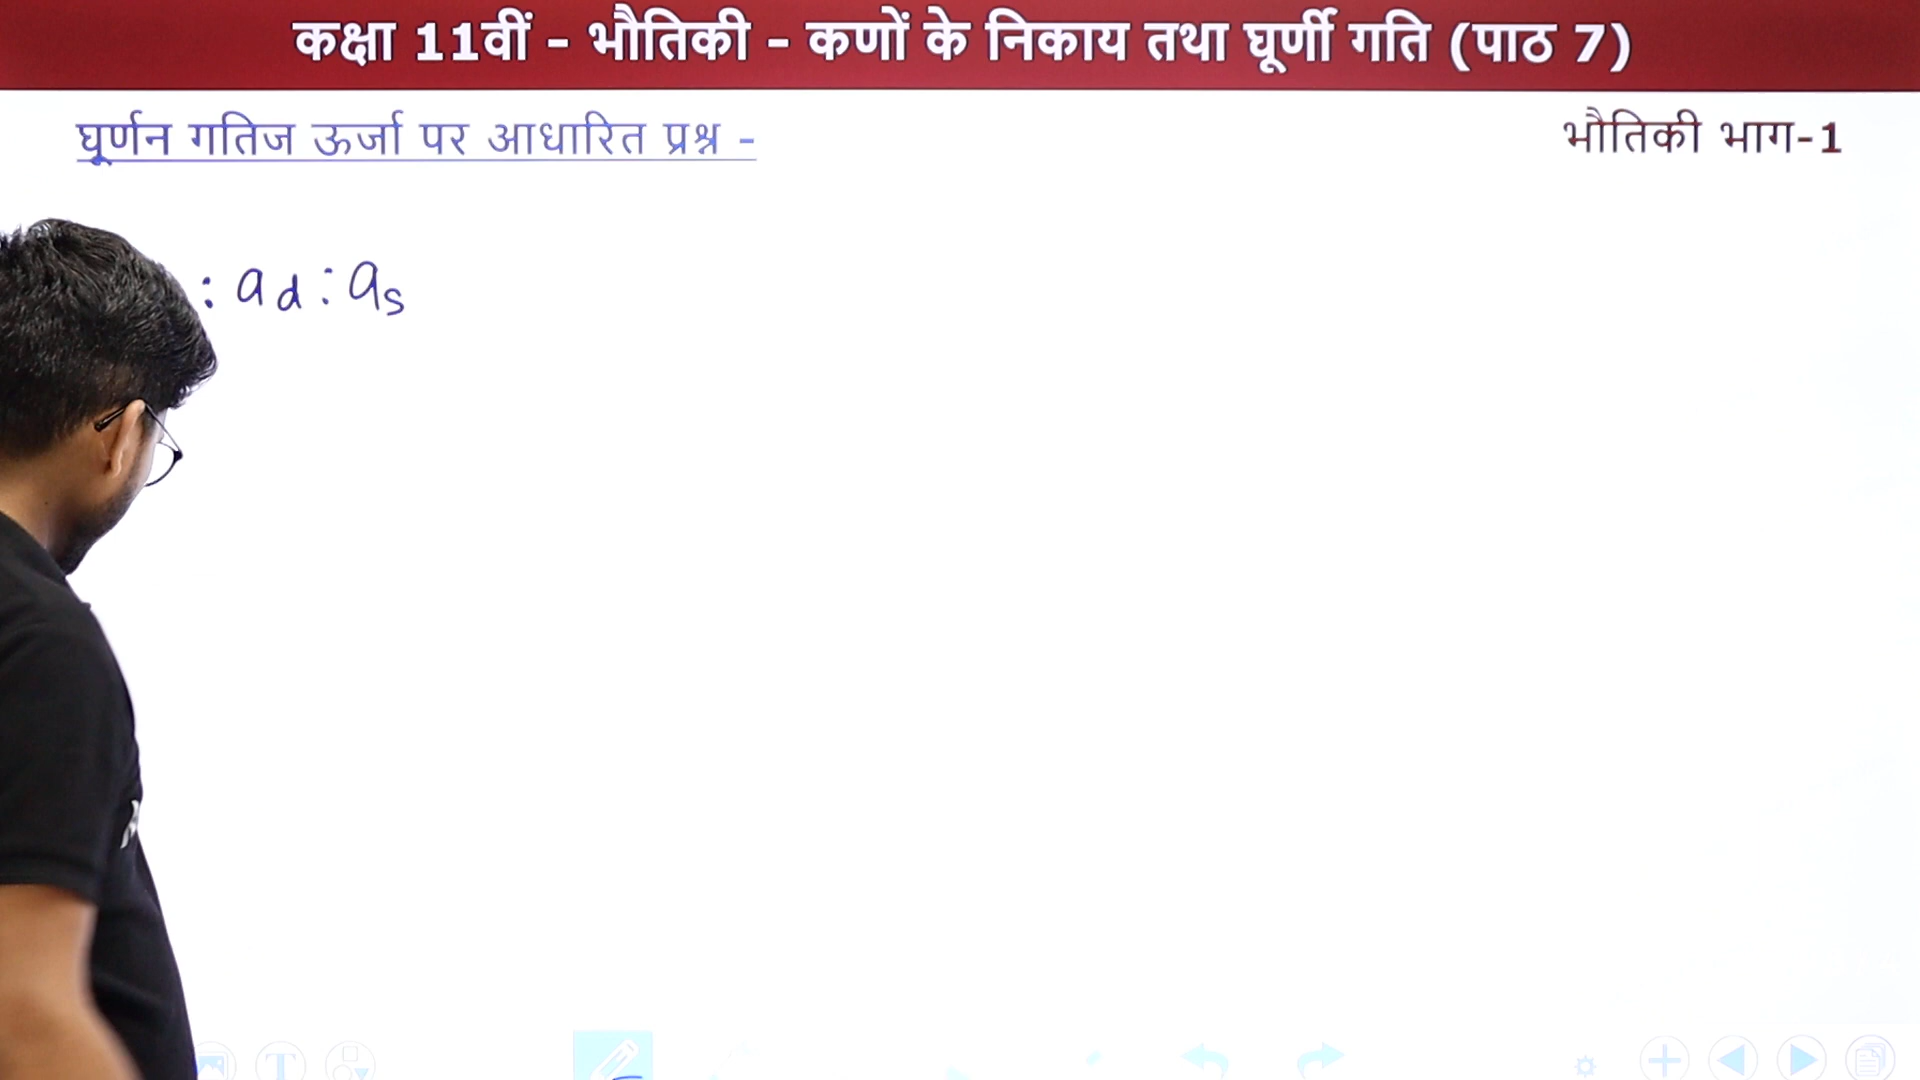 कक्षा 11वीं - भौतिकी - कणों के निकाय तथा घूर्णी गति (पाठ 7)
घूर्णन गतिज ऊर्जा पर आधारित प्रश्न -
भौतिकी भाग-1
: ad : as
T